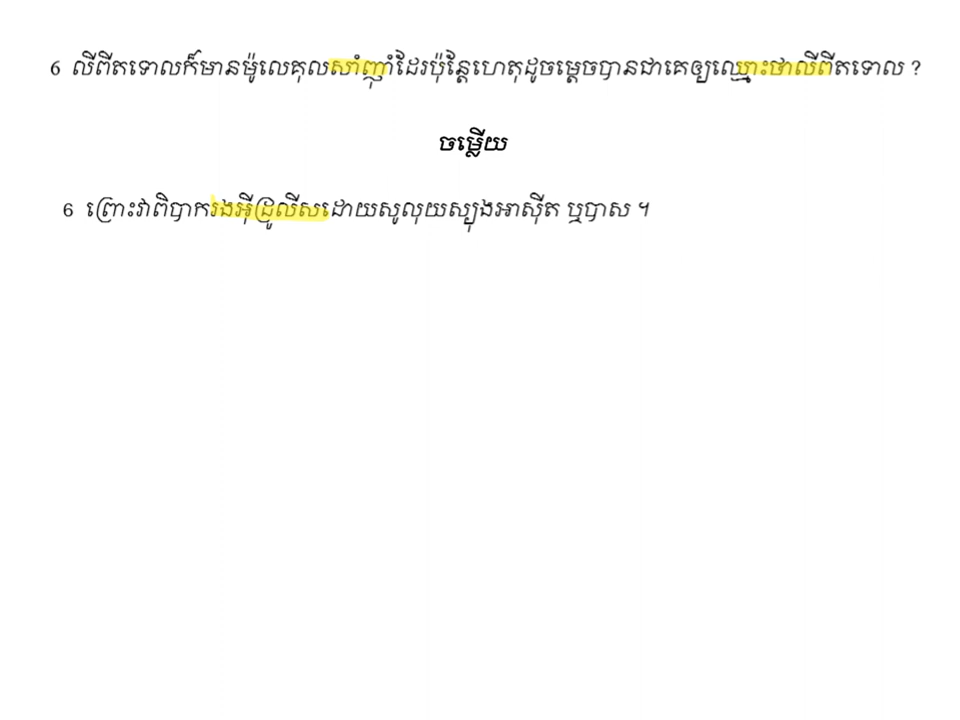 6 លីពីតទោលក៏មានម៉ូលេគុលសាំញ៉ាំដែរប៉ុន្តែហេតុដូចម្តេចបានជាគេឲ្យឈ្មោះថាលីពីតទោល ?
ចម្លើយ
6 ព្រោះវាពិបាករងអ៊ីដ្រូលីសដោយសូលុយស្យុងអាស៊ីត ឬបាស ។